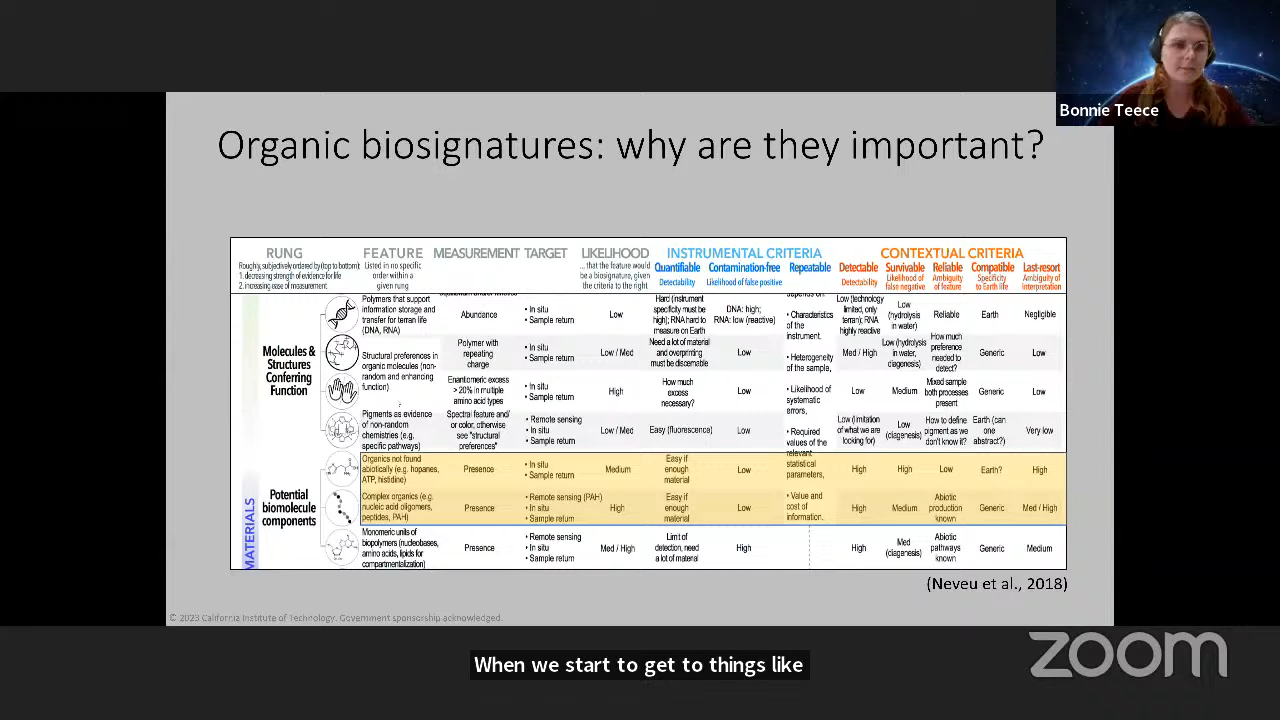 Bonnie Teece
Organic biosignatures: why are they important?
RUNG
Roughly, subjectively ordered by (top to bottom):
1. decreasing strength of evidence for life
2. increasing ease of measurement.
FEATURE
Listed in no specific
order within a
given rung
MEASUREMENT
TARGET
LIKELIHOOD
... that the feature would
be a biosignature, given
the criteria to the right
INSTRUMENTAL CRITERIA
Quantifiable
Detectability
Contamination-free
Likelihood of false positive
Repeatable
CONTEXTUAL CRITERIA
Detectable
Detectability
Survivable
Likelihood of
false negative
Reliable
Ambiguity
of feature
Compatible
Specificity
to Earth life
Last-resort
Ambiguity of
interpretation
Molecules &
Structures
Conferring
Function
Polymers that support
information storage and
transfer for terran life
(DNA, RNA)
Abundance
• In situ
• Sample return
Low
Hard (instrument
specificity must be
high); RNA hard to
measure on Earth
DNA: high;
RNA: low (reactive)
• Characteristics
of the
instrument.
Low (technology
limited, only
terran); RNA
highly reactive
Low
(hydrolysis
in water)
Reliable
Earth
Negligible
Structural preferences in
organic molecules (non-
random and enhancing
function)
Polymer with
repeating
charge
• In situ
• Sample return
Low / Med
Need a lot of material
and overprinting
must be discernable
Low
• Heterogeneity
of the sample,
Med / High
Low (hydrolysis
in water,
diagenesis)
How much
preference
needed to
detect?
Generic
Low
Enantiomeric excess
> 20% in multiple
amino acid types
• In situ
• Sample return
High
How much
excess
necessary?
Low
• Likelihood of
systematic
errors,
Low
Medium
Mixed sample
both processes
present
Generic
Low
Pigments as evidence
of non-random
chemistries (e.g.
specific pathways)
Spectral feature and/
or color, otherwise
see "structural
preferences"
• Remote sensing
• In situ
• Sample return
Low / Med
Easy (fluorescence)
Low
• Required
values of the
relevant
statistical
parameters,
Low (limitation
of what we are
looking for)
Low
(diagenesis)
How to define
pigment as we
don't know it?
Earth (can
one
abstract?)
Very low
MATERIALS
Potential
biomolecule
components
Organics not found
abiotically (e.g. hopanes,
ATP, histidine)
Presence
• In situ
• Sample return
Medium
Easy if
enough
material
Low
High
High
Low
Earth?
High
Complex organics (e.g.
nucleic acid oligomers,
peptides, PAH)
Presence
• Remote sensing (PAH)
• In situ
• Sample return
High
Easy if
enough
material
Low
• Value and
cost of
information.
High
Medium
Abiotic
production
known
Generic
Med / High
Monomeric units of
biopolymers (nucleobases,
amino acids, lipids for
compartmentalization)
Presence
• Remote sensing
• In situ
• Sample return
Med / High
Limit of
detection, need
a lot of material
High
High
Med
(diagenesis)
Abiotic
pathways
known
Generic
Medium
(Neveu et al., 2018)
© 2023 California Institute of Technology. Government sponsorship acknowledged.
zoom
When we start to get to things like